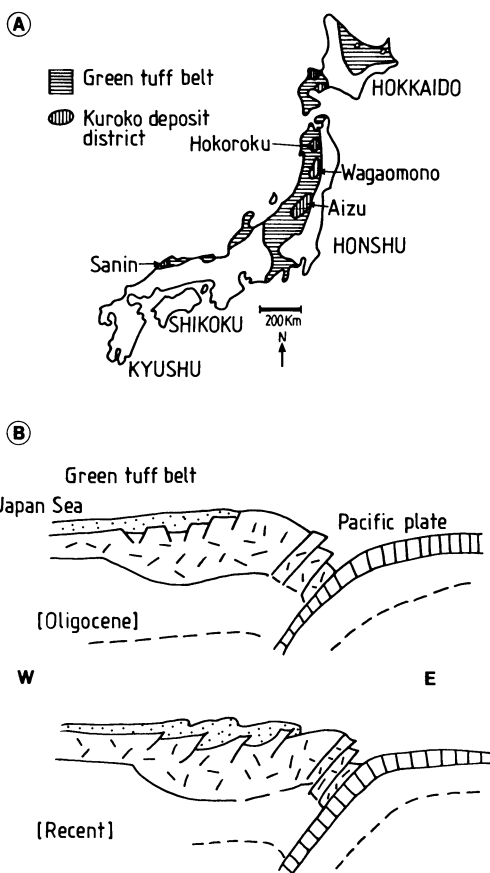 A
Green tuff belt
Kuroko deposit
district
HOKKAIDO
Hokoroku
Wagaomono
Aizu
HONSHU
Sanin
200Km
N
SHIKOKU
KYUSHU
B
Green tuff belt
Japan Sea
Pacific plate
[Oligocene]
W E
[Recent]